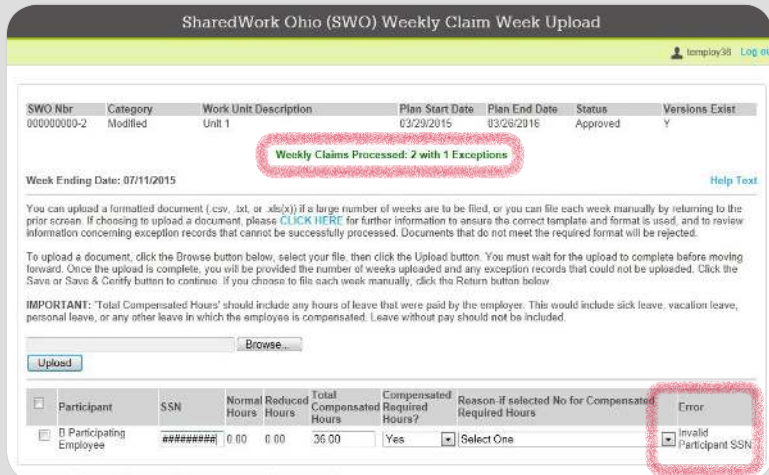 SharedWork Ohio (SWO) Weekly Claim Week Upload
temploy38 Log ou
SWO Nbr Category Work Unit Description Plan Start Date Plan End Date Status Versions Exist
000000000-2 Modified Unit 1 03/29/2015 03/26/2016 Approved Y
Weekly Claims Processed: 2 with 1 Exceptions
Week Ending Date: 07/11/2015 Help Text
You can upload a formatted document (.csv, .txt, or .xls(x)) if a large number of weeks are to be filed, or you can file each week manually by returning to the
prior screen. If choosing to upload a document, please CLICK HERE for further information to ensure the correct template and format is used, and to review
information concerning exception records that cannot be successfully processed. Documents that do not meet the required format will be rejected.
To upload a document, click the Browse button below, select your file, then click the Upload button. You must wait for the upload to complete before moving
forward. Once the upload is complete, you will be provided the number of weeks uploaded and any exception records that could not be uploaded. Click the
Save or Save & Certify button to continue. If you choose to file each week manually, click the Return button below.
IMPORTANT: 'Total Compensated Hours' should include any hours of leave that were paid by the employer. This would include sick leave, vacation leave,
personal leave, or any other leave in which the employee is compensated. Leave without pay should not be included.
Browse...
Upload
Participant SSN Normal Hours Reduced Hours Total Compensated Hours Compensated Required Hours? Reason-if selected No for Compensated Required Hours Error
B Participating Employee ######### 0.00 0.00 36.00 Yes Select One Invalid Participant SSN